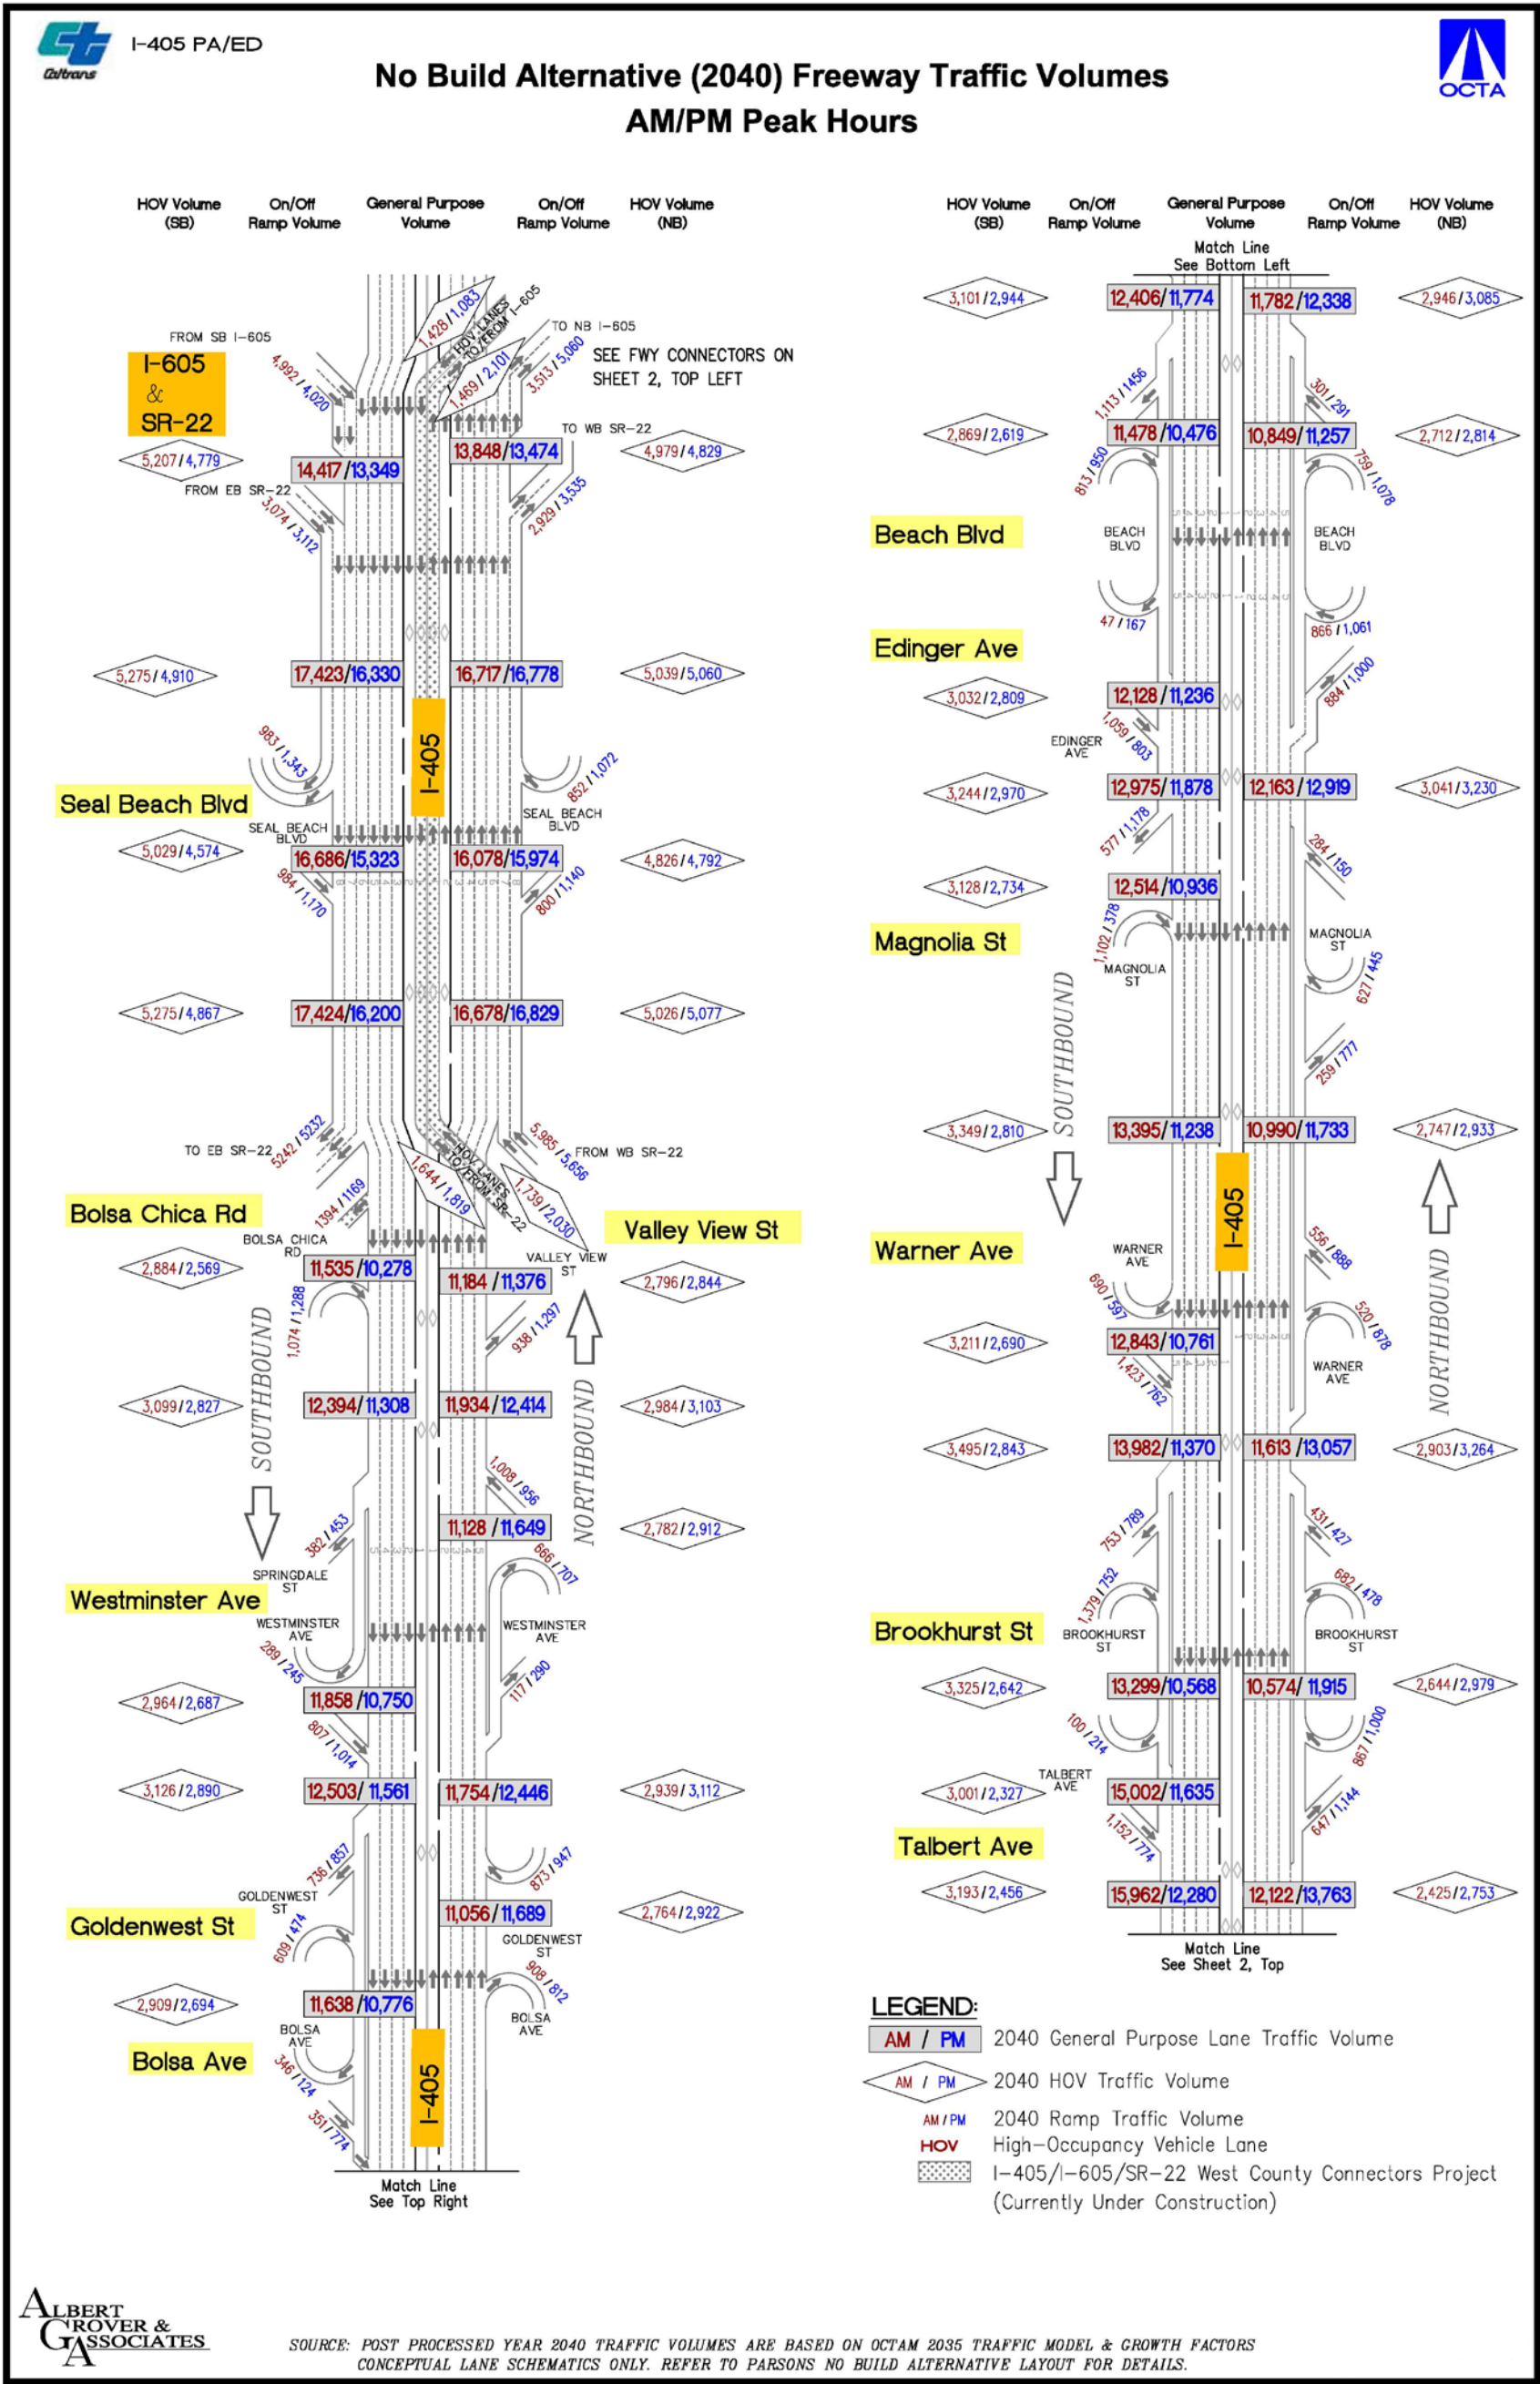 Caltrans
I-405 PA/ED
OCTA
No Build Alternative (2040) Freeway Traffic Volumes
AM/PM Peak Hours
HOV Volume
(SB)
On/Off
Ramp Volume
General Purpose
Volume
On/Off
Ramp Volume
HOV Volume
(NB)
1,428/1,083
HOV LANES
TO/FROM I-605
FROM SB I-605
TO NB I-605
I-605
&
SR-22
4,992/4,020
1,469/2,101
3,513/5,060
SEE FWY CONNECTORS ON
SHEET 2, TOP LEFT
TO WB SR-22
5,207/4,779
14,417/13,349
13,848/13,474
4,979/4,829
FROM EB SR-22
3,074/3,112
2,929/3,535
5,275/4,910
17,423/16,330
16,717/16,778
5,039/5,060
I-405
983/1,343
852/1,072
Seal Beach Blvd
SEAL BEACH
BLVD
SEAL BEACH
BLVD
5,029/4,574
16,686/15,323
16,078/15,974
4,826/4,792
984/1,170
800/1,140
5,275/4,867
17,424/16,200
16,678/16,829
5,026/5,077
TO EB SR-22
5242/5232
5,985/5,656
FROM WB SR-22
1,644/1,819
HOV LANES
TO/FROM SR-22
1,739/2,030
1394/1169
Bolsa Chica Rd
Valley View St
BOLSA CHICA
RD
VALLEY VIEW
ST
2,884/2,569
11,535/10,278
11,184/11,376
2,796/2,844
1,074/1,288
938/1,297
SOUTHBOUND
NORTHBOUND
3,099/2,827
12,394/11,308
11,934/12,414
2,984/3,103
1,008/956
11,128/11,649
2,782/2,912
382/453
666/707
SPRINGDALE
ST
Westminster Ave
WESTMINSTER
AVE
WESTMINSTER
AVE
289/245
117/290
2,964/2,687
11,858/10,750
807/1,014
3,126/2,890
12,503/11,561
11,754/12,446
2,939/3,112
736/857
873/947
GOLDENWEST
ST
11,056/11,689
2,764/2,922
Goldenwest St
609/474
GOLDENWEST
ST
908/812
2,909/2,694
11,638/10,776
BOLSA
AVE
BOLSA
AVE
Bolsa Ave
346/124
I-405
351/774
Match Line
See Top Right
HOV Volume
(SB)
On/Off
Ramp Volume
General Purpose
Volume
On/Off
Ramp Volume
HOV Volume
(NB)
Match Line
See Bottom Left
3,101/2,944
12,406/11,774
11,782/12,338
2,946/3,085
1,113/1456
301/291
2,869/2,619
11,478/10,476
10,849/11,257
2,712/2,814
813/950
759/1,078
Beach Blvd
BEACH
BLVD
BEACH
BLVD
47/167
866/1,061
Edinger Ave
884/1,000
3,032/2,809
12,128/11,236
1,059/803
EDINGER
AVE
3,244/2,970
12,975/11,878
12,163/12,919
3,041/3,230
577/1,178
284/150
3,128/2,734
12,514/10,936
1,102/378
Magnolia St
MAGNOLIA
ST
MAGNOLIA
ST
627/445
SOUTHBOUND
259/777
3,349/2,810
13,395/11,238
10,990/11,733
2,747/2,933
I-405
NORTHBOUND
Warner Ave
WARNER
AVE
556/888
690/597
520/878
3,211/2,690
12,843/10,761
1,423/762
WARNER
AVE
3,495/2,843
13,982/11,370
11,613/13,057
2,903/3,264
753/789
431/427
1,379/752
682/478
Brookhurst St
BROOKHURST
ST
BROOKHURST
ST
3,325/2,642
13,299/10,568
10,574/11,915
2,644/2,979
100/214
867/1,000
TALBERT
AVE
3,001/2,327
15,002/11,635
1,152/774
647/1,144
Talbert Ave
3,193/2,456
15,962/12,280
12,122/13,763
2,425/2,753
Match Line
See Sheet 2, Top
LEGEND:
AM / PM 2040 General Purpose Lane Traffic Volume
AM / PM 2040 HOV Traffic Volume
AM/PM 2040 Ramp Traffic Volume
HOV High-Occupancy Vehicle Lane
I-405/I-605/SR-22 West County Connectors Project
(Currently Under Construction)
ALBERT
GROVER &
ASSOCIATES
SOURCE: POST PROCESSED YEAR 2040 TRAFFIC VOLUMES ARE BASED ON OCTAM 2035 TRAFFIC MODEL & GROWTH FACTORS
CONCEPTUAL LANE SCHEMATICS ONLY. REFER TO PARSONS NO BUILD ALTERNATIVE LAYOUT FOR DETAILS.